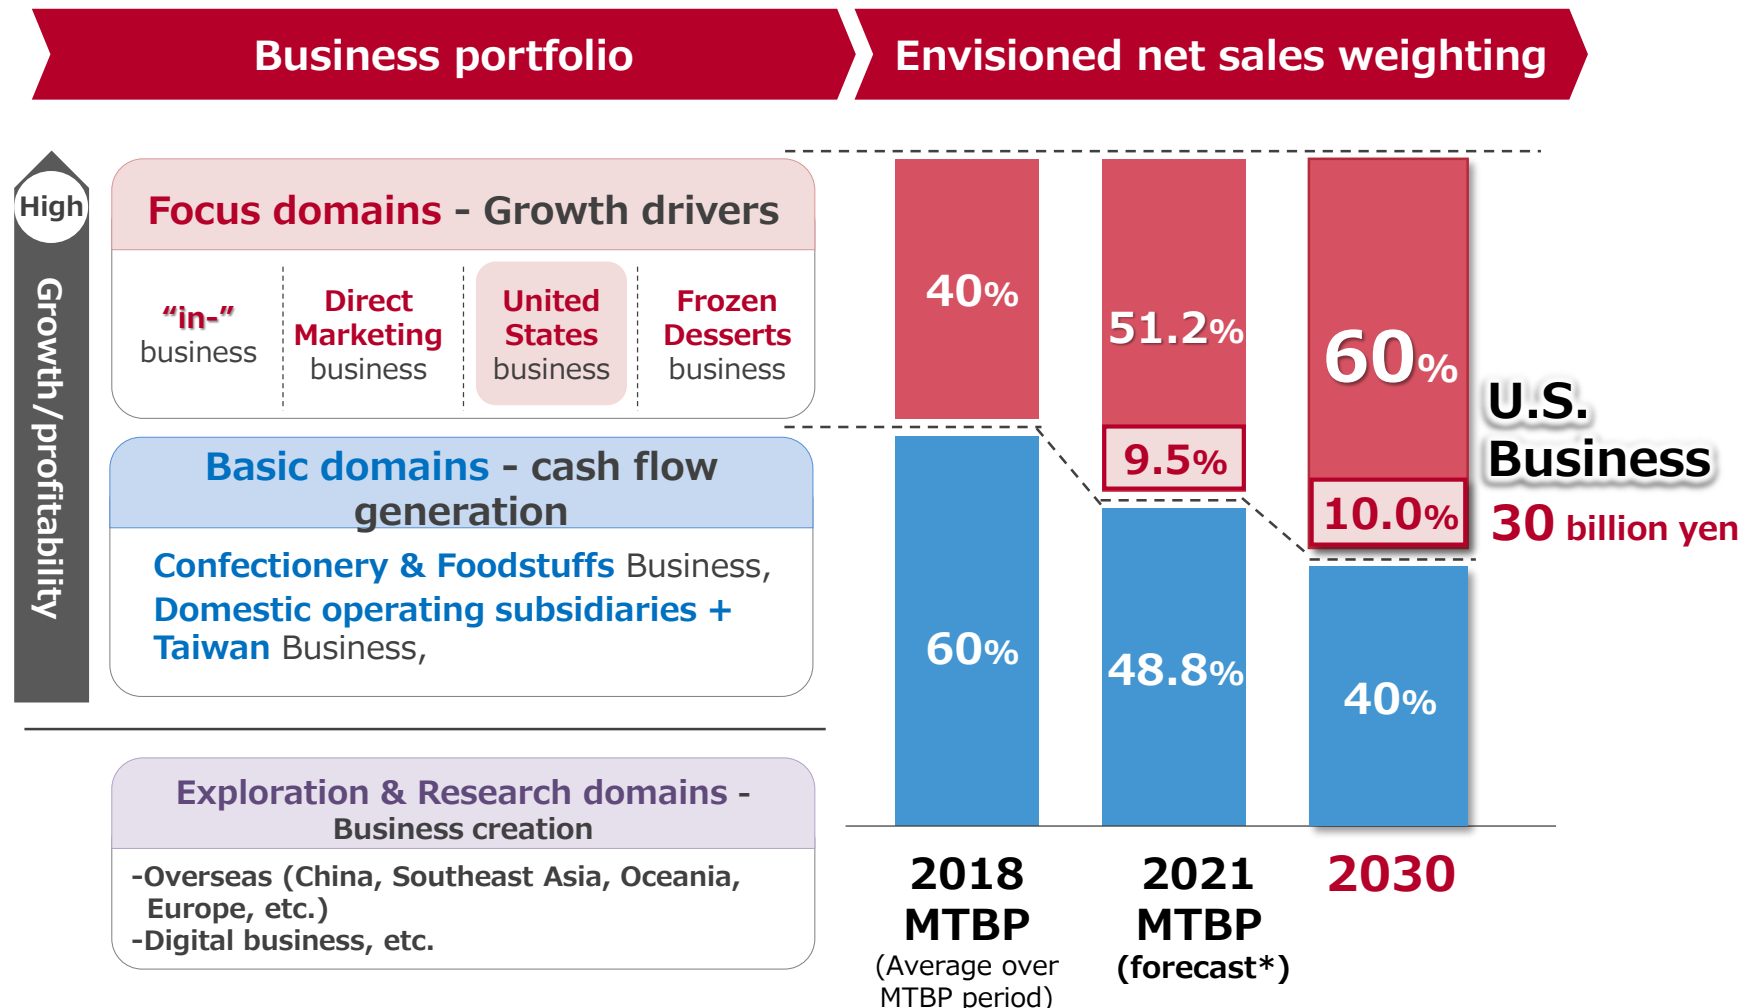 Business portfolio
Envisioned net sales weighting
High
Growth/profitability
Focus domains - Growth drivers
“in-”
business
Direct
Marketing
business
United
States
business
Frozen
Desserts
business
Basic domains - cash flow
generation
Confectionery & Foodstuffs Business,
Domestic operating subsidiaries +
Taiwan Business,
Exploration & Research domains -
Business creation
-Overseas (China, Southeast Asia, Oceania,
Europe, etc.)
-Digital business, etc.
40%
60%
51.2%
9.5%
48.8%
60%
10.0%
40%
U.S.
Business
30 billion yen
2018
MTBP
(Average over
MTBP period)
2021
MTBP
(forecast*)
2030